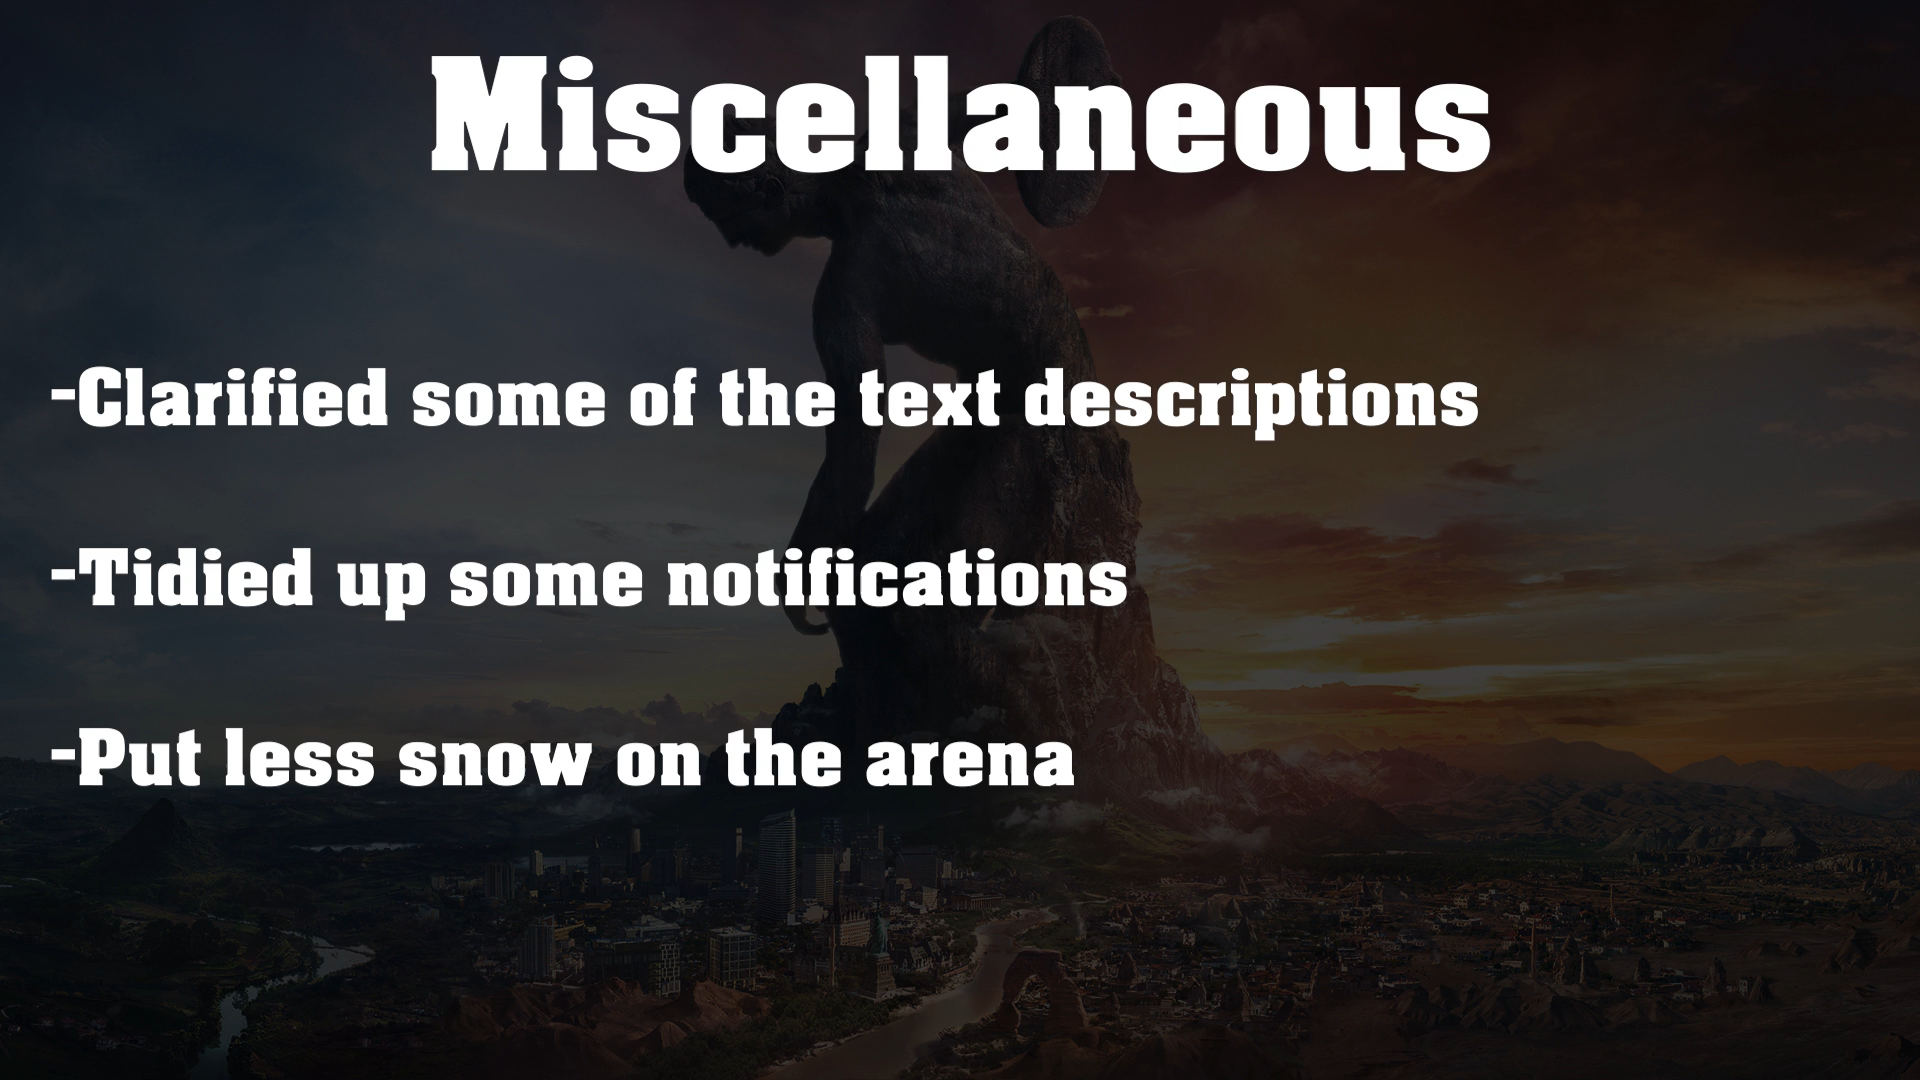 Miscellaneous
-Clarified some of the text descriptions
-Tidied up some notifications
-Put less snow on the arena